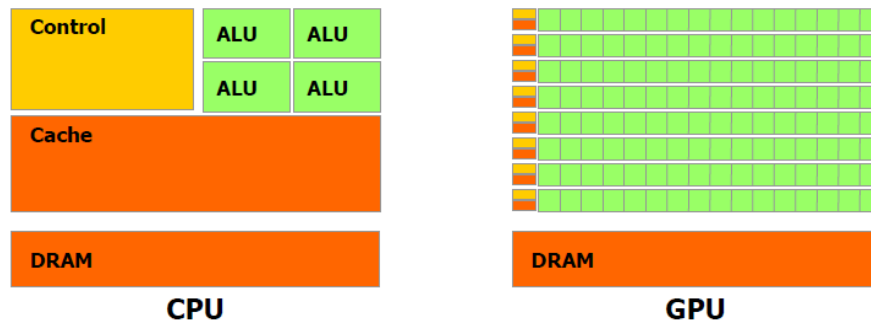 Control
ALU ALU
ALU ALU
Cache
DRAM
CPU
DRAM
GPU